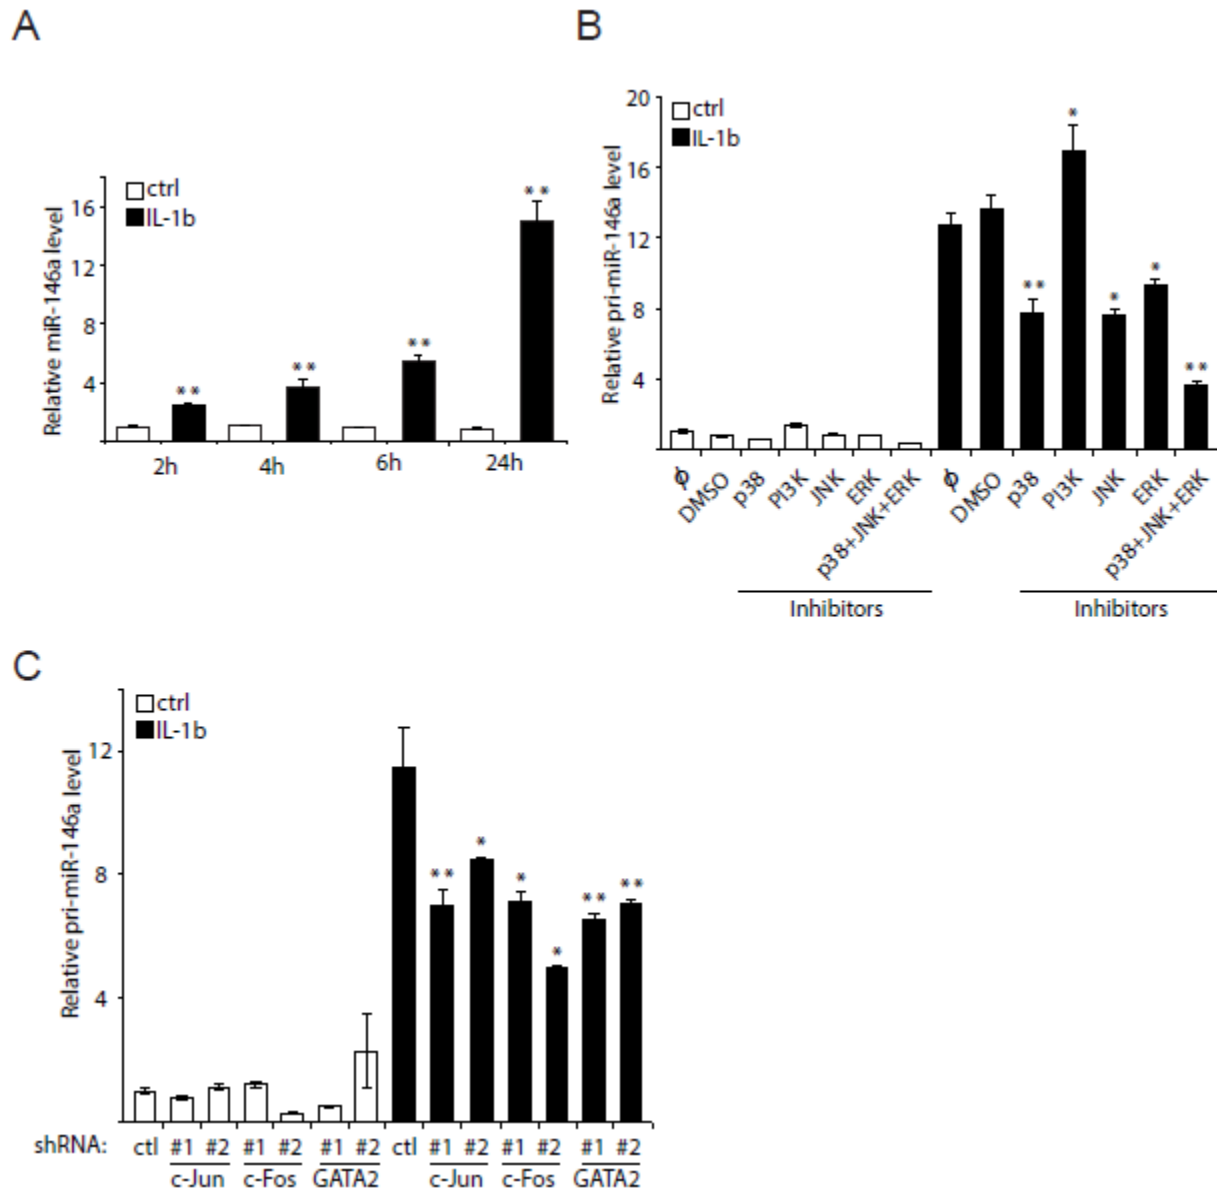 A
ctrl
IL-1b
Relative miR-146a level
16
12
8
4
**
**
**
**
2h 4h 6h 24h
B
ctrl
IL-1b
Relative pri-miR-146a level
20
16
12
8
4
** * * * **
ϕ DMSO p38 PI3K JNK ERK p38+JNK+ERK ϕ DMSO p38 PI3K JNK ERK p38+JNK+ERK
Inhibitors Inhibitors
C
ctrl
IL-1b
Relative pri-miR-146a level
12
8
4
** * * * ** **
shRNA: ctl #1 #2 #1 #2 #1 #2 ctl #1 #2 #1 #2 #1 #2
c-Jun c-Fos GATA2 c-Jun c-Fos GATA2